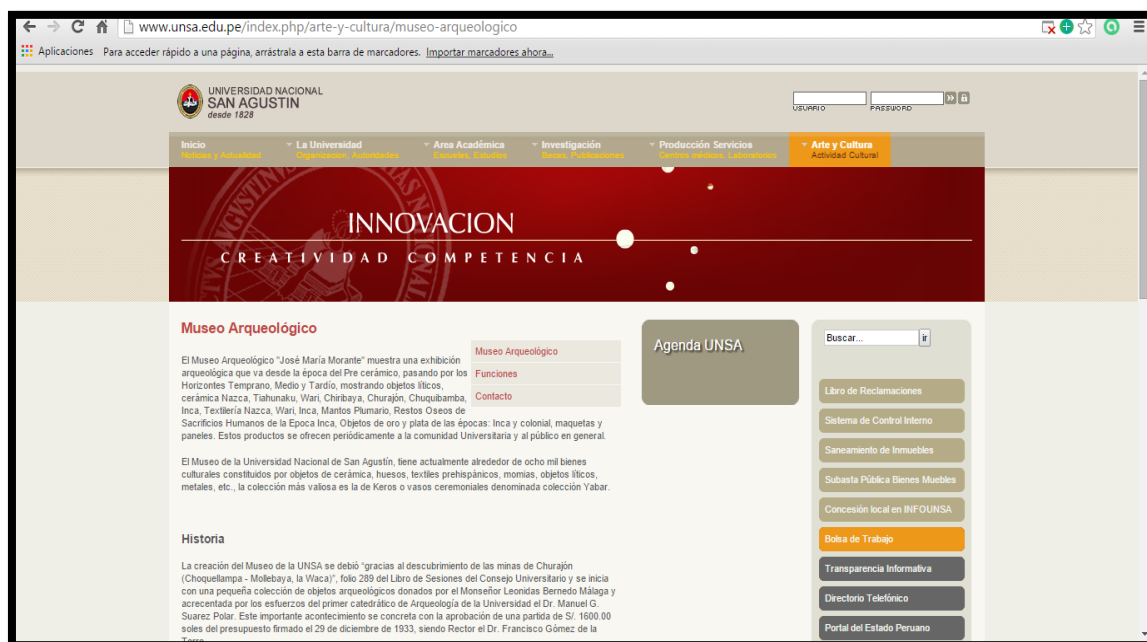 www.unsa.edu.pe/index.php/arte-y-cultura/museo-arqueologico
Aplicaciones Para acceder rápido a una página, arrástrala a esta barra de marcadores. Importar marcadores ahora...
UNIVERSIDAD NACIONAL
SAN AGUSTIN
desde 1828
USUARIO PASSWORD
Inicio
Noticias y Actualidad
La Universidad
Organización, Autoridades
Area Académica
Escuelas, Estudios
Investigación
Becas, Publicaciones
Producción Servicios
Centros médicos, Laboratorios
Arte y Cultura
Actividad Cultural
INNOVACION
CREATIVIDAD COMPETENCIA
Museo Arqueológico
El Museo Arqueológico "José María Morante" muestra una exhibición
arqueológica que va desde la época del Pre cerámico, pasando por los
Horizontes Temprano, Medio y Tardío, mostrando objetos líticos,
cerámica Nazca, Tiahunaku, Wari, Chiribaya, Churajón, Chuquibamba,
Inca, Textilería Nazca, Wari, Inca, Mantos Plumario, Restos Oseos de
Sacrificios Humanos de la Epoca Inca, Objetos de oro y plata de las épocas: Inca y colonial, maquetas y
paneles. Estos productos se ofrecen periódicamente a la comunidad Universitaria y al público en general.
Museo Arqueológico
Funciones
Contacto
El Museo de la Universidad Nacional de San Agustín, tiene actualmente alrededor de ocho mil bienes
culturales constituidos por objetos de cerámica, huesos, textiles prehispánicos, momias, objetos líticos,
metales, etc., la colección más valiosa es la de Keros o vasos ceremoniales denominada colección Yabar.
Historia
La creación del Museo de la UNSA se debió "gracias al descubrimiento de las minas de Churajón
(Choquellampa - Mollebaya, la Waca)", folio 289 del Libro de Sesiones del Consejo Universitario y se inicia
con una pequeña colección de objetos arqueológicos donados por el Monseñor Leonidas Bernedo Málaga y
acrecentada por los esfuerzos del primer catedrático de Arqueología de la Universidad el Dr. Manuel G.
Suarez Polar. Este importante acontecimiento se concreta con la aprobación de una partida de S/. 1600.00
soles del presupuesto firmado el 29 de diciembre de 1933, siendo Rector el Dr. Francisco Gómez de la
Torre
Agenda UNSA
Buscar... ir
Libro de Reclamaciones
Sistema de Control Interno
Saneamiento de Inmuebles
Subasta Pública Bienes Muebles
Concesión local en INFOUNSA
Bolsa de Trabajo
Transparencia Informativa
Directorio Telefónico
Portal del Estado Peruano